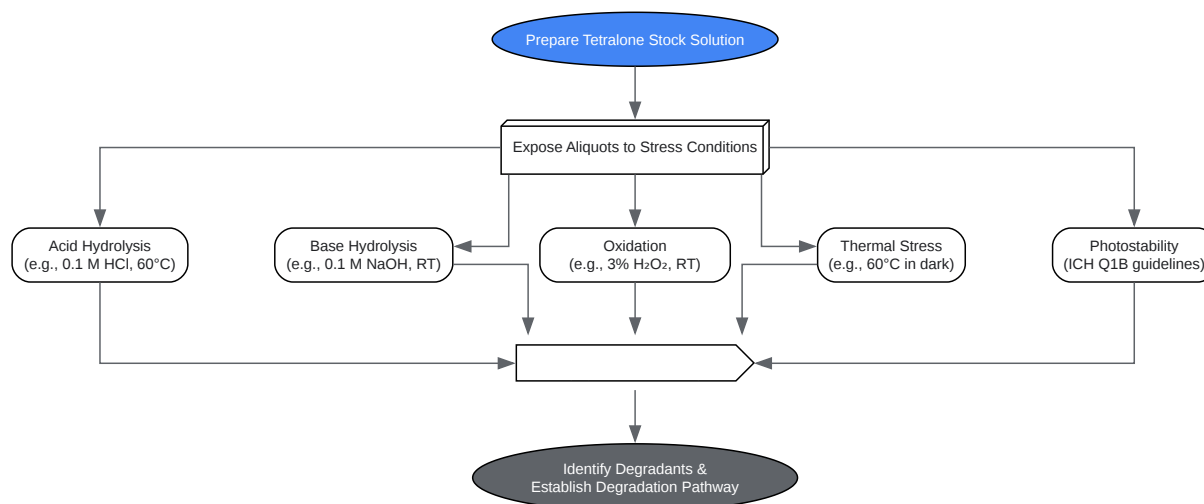 Prepare Tetralone Stock Solution
Expose Aliquots to Stress Conditions
Acid Hydrolysis
(e.g., 0.1 M HCl, 60°C)
Base Hydrolysis
(e.g., 0.1 M NaOH, RT)
Oxidation
(e.g., 3% H₂O₂, RT)
Thermal Stress
(e.g., 60°C in dark)
Photostability
(ICH Q1B guidelines)
Identify Degradants &
Establish Degradation Pathway